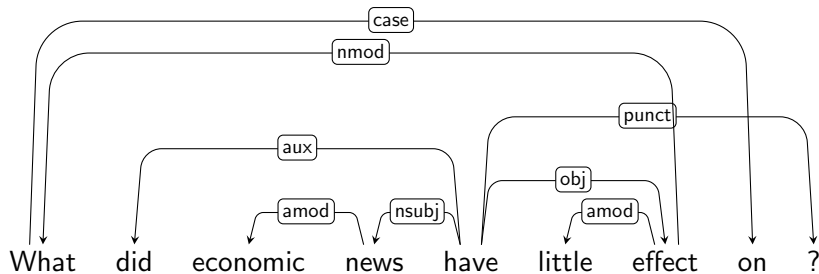 case
nmod
punct
aux
obj
amod nsubj amod
What did economic news have little effect on ?